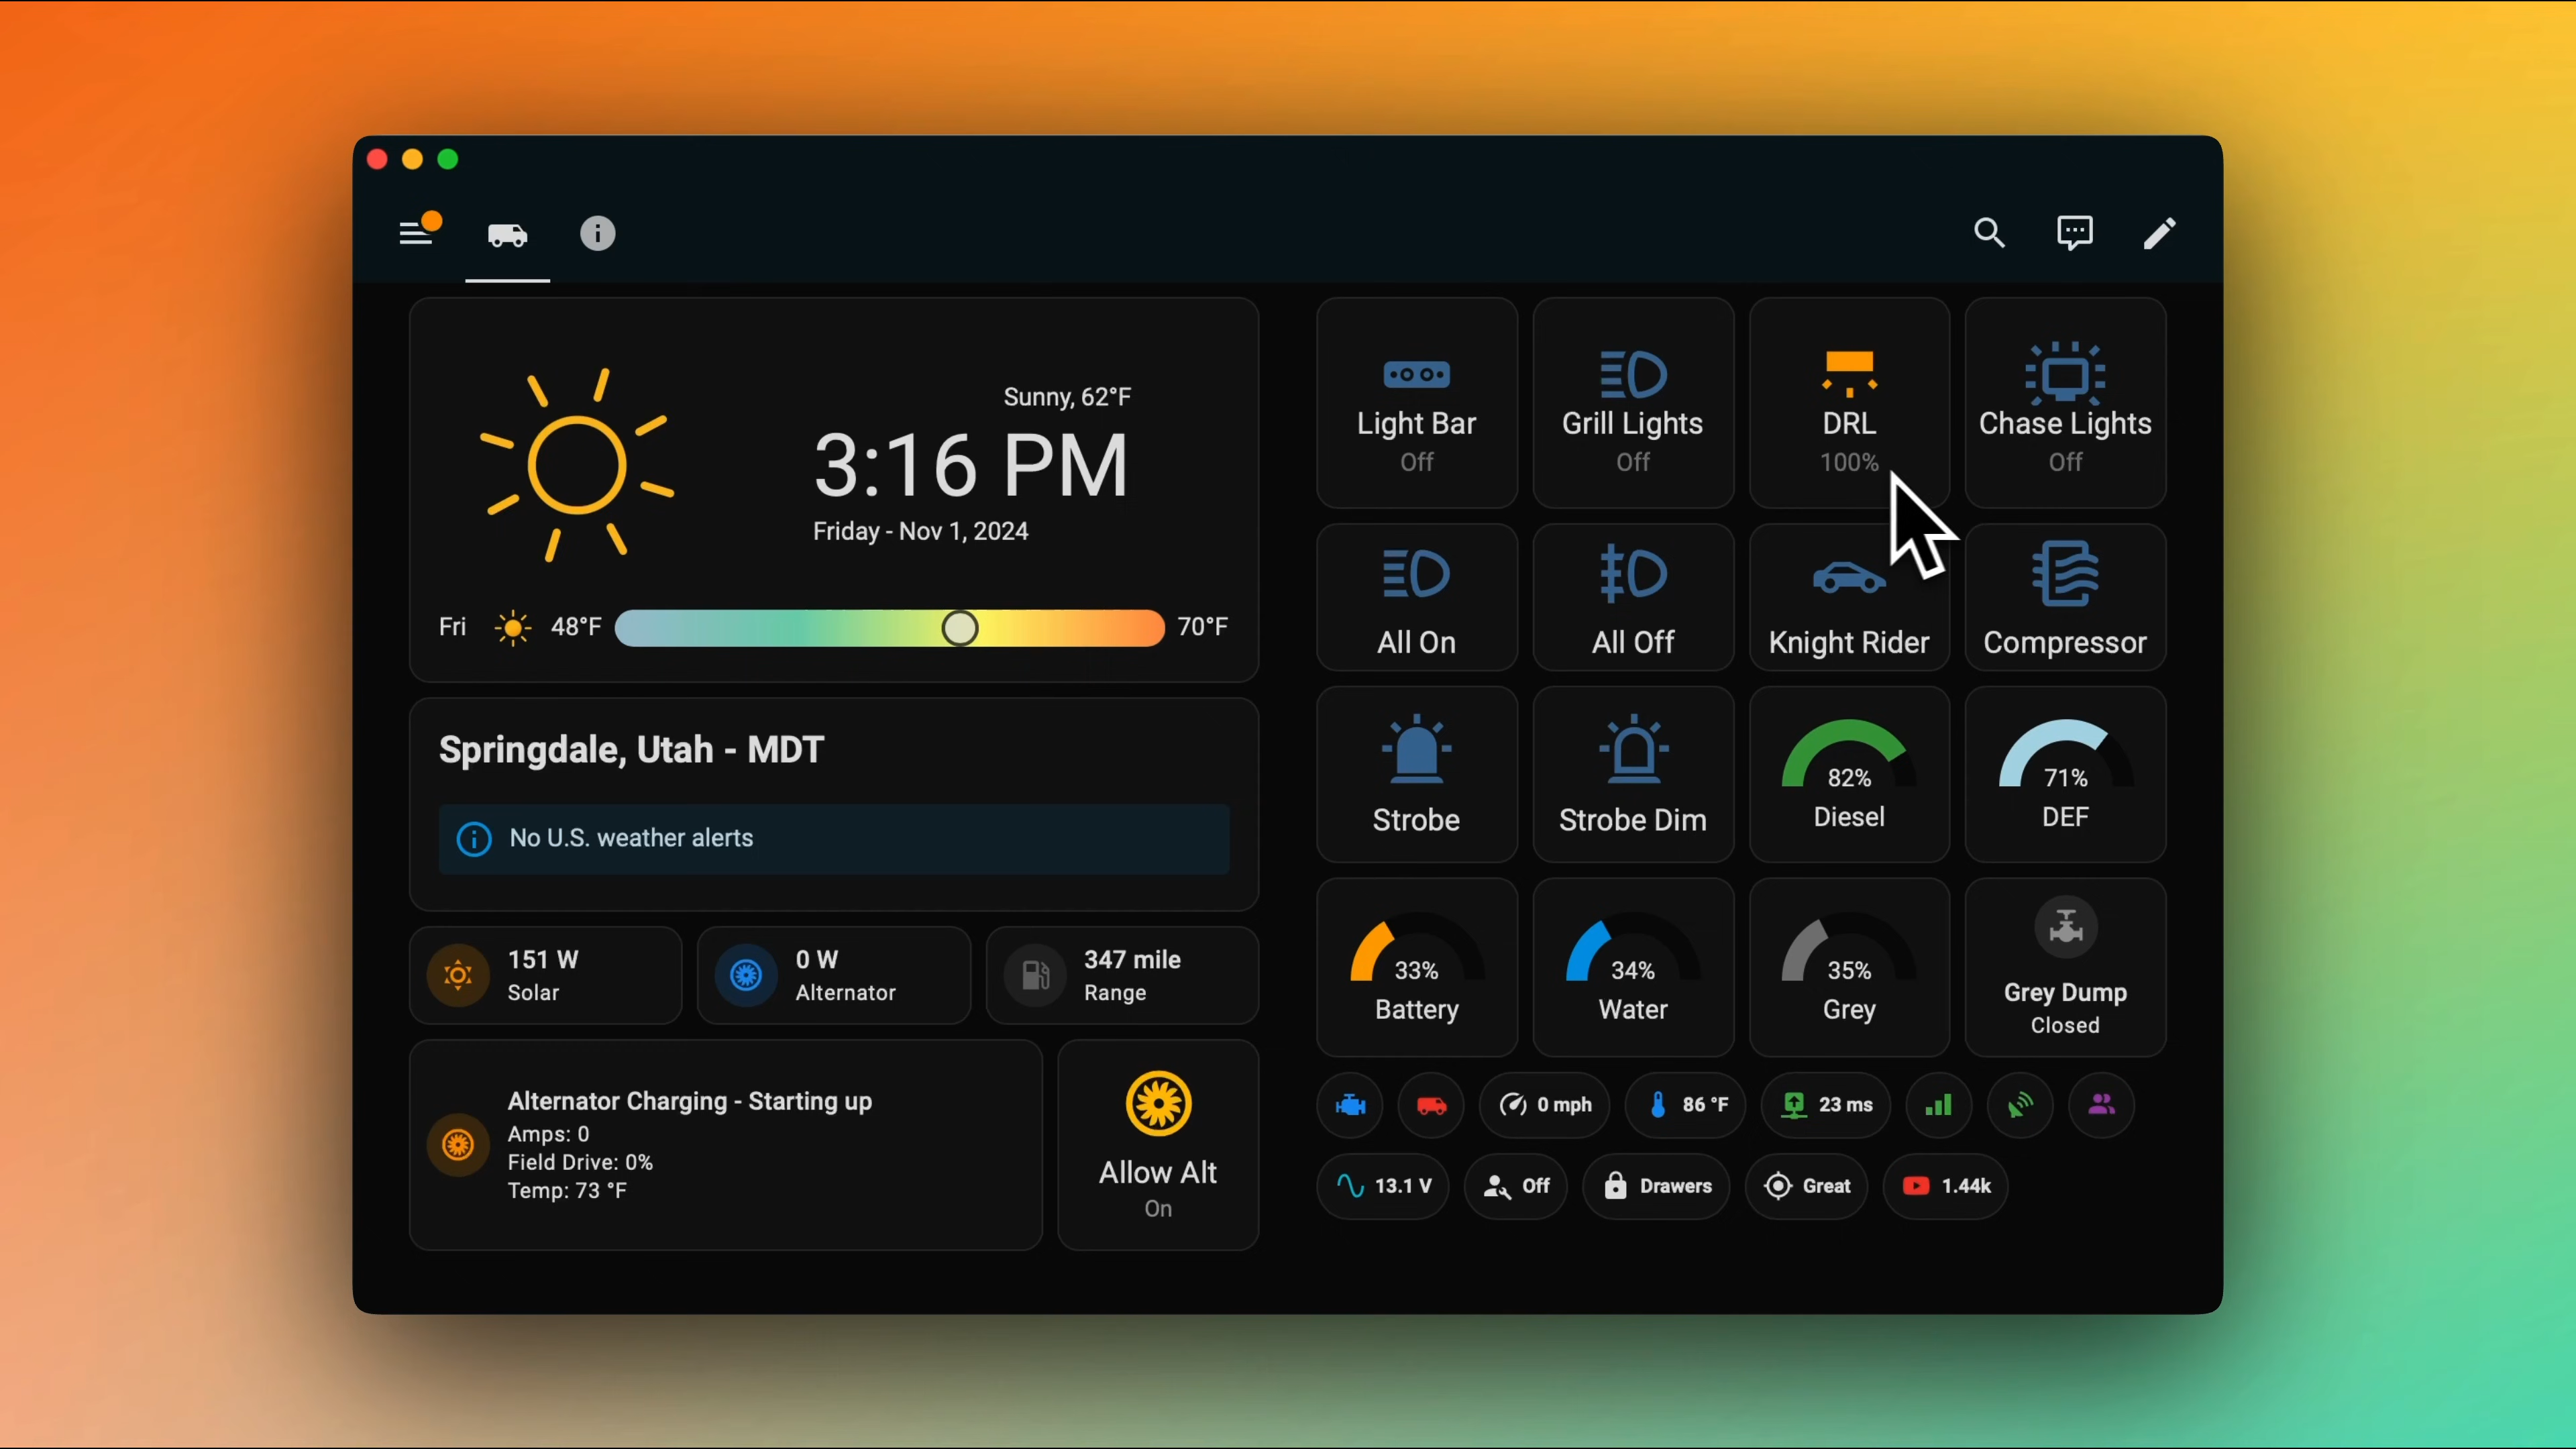 Sunny, 62°F
3:16 PM
Friday - Nov 1, 2024
Fri 48°F 70°F
Springdale, Utah - MDT
No U.S. weather alerts
151 W
Solar
0 W
Alternator
347 mile
Range
Alternator Charging - Starting up
Amps: 0
Field Drive: 0%
Temp: 73 °F
Allow Alt
On
Light Bar
Off
Grill Lights
Off
DRL
100%
Chase Lights
Off
All On
All Off
Knight Rider
Compressor
Strobe
Strobe Dim
82%
Diesel
71%
DEF
33%
Battery
34%
Water
35%
Grey
Grey Dump
Closed
0 mph
86 °F
23 ms
13.1 V
Off
Drawers
Great
1.44k